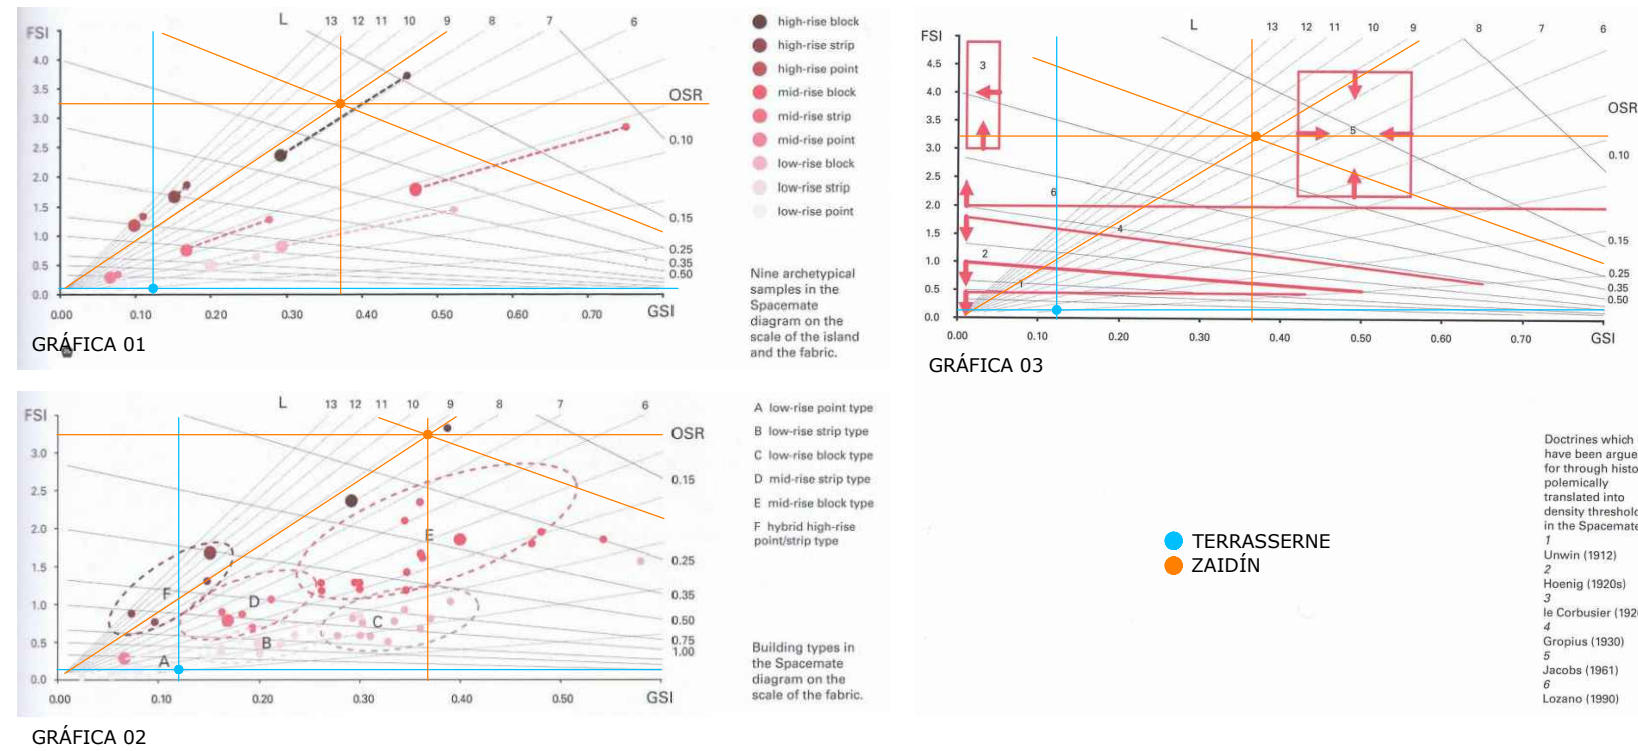 FSI
L
13
12
11
10
9
8
7
6
4.0
3.5
3.0
2.5
2.0
1.5
1.0
0.5
0.0
OSR
0.10
0.15
0.25
0.35
0.50
0.00
0.10
0.20
0.30
0.40
0.50
0.60
0.70
GSI
high-rise block
high-rise strip
high-rise point
mid-rise block
mid-rise strip
mid-rise point
low-rise block
low-rise strip
low-rise point
Nine archetypical
samples in the
Spacemate
diagram on the
scale of the island
and the fabric.
GRÁFICA 01
FSI
L
13
12
11
10
9
8
7
6
4.5
4.0
3.5
3.0
2.5
2.0
1.5
1.0
0.5
0.0
3
5
6
4
2
1
OSR
0.10
0.15
0.25
0.35
0.50
0.00
0.10
0.20
0.30
0.40
0.50
0.60
0.70
GSI
GRÁFICA 03
FSI
L
13
12
11
10
9
8
7
6
3.0
2.5
2.0
1.5
1.0
0.5
0.0
E
F
D
C
B
A
OSR
0.15
0.25
0.35
0.50
0.75
1.00
0.00
0.10
0.20
0.30
0.40
0.50
GSI
A low-rise point type
B low-rise strip type
C low-rise block type
D mid-rise strip type
E mid-rise block type
F hybrid high-rise
point/strip type
Building types in
the Spacemate
diagram on the
scale of the fabric.
GRÁFICA 02
TERRASSERNE
ZAIDÍN
Doctrines which
have been argue
for through histo
polemically
translated into
density threshold
in the Spacemate
1
Unwin (1912)
2
Hoenig (1920s)
3
le Corbusier (192
4
Gropius (1930)
5
Jacobs (1961)
6
Lozano (1990)